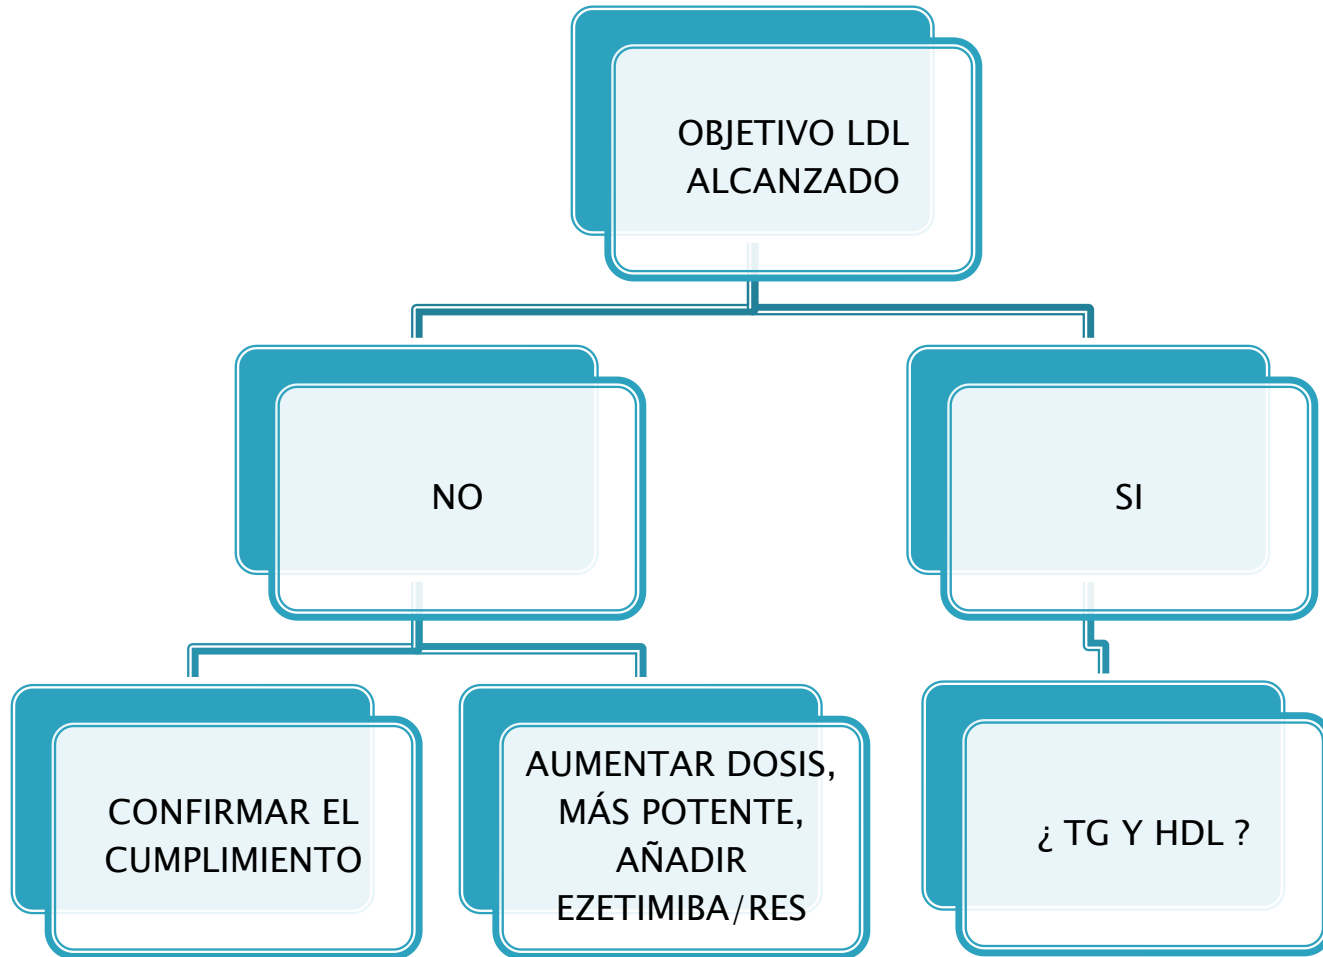 OBJETIVO LDL
ALCANZADO
NO
SI
CONFIRMAR EL
CUMPLIMIENTO
AUMENTAR DOSIS,
MÁS POTENTE,
AÑADIR
EZETIMIBA/RES
¿ TG Y HDL ?